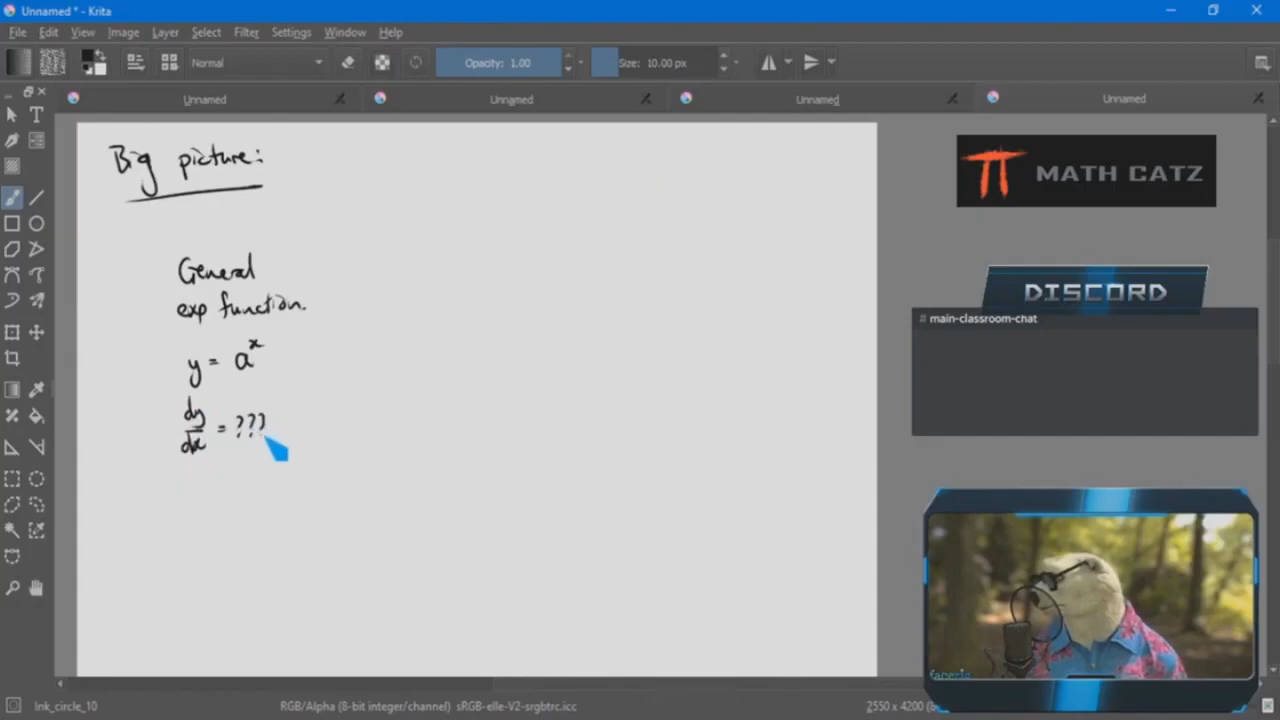 Unnamed * - Krita
File Edit View Image Layer Select Filter Settings Window Help
Normal Opacity: 1.00 Size: 10.00 px
Unnamed Unnamed Unnamed Unnamed
Big picture:
General
exp function.
y = a^x
dy/dx = ???
π MATH CATZ
DISCORD
# main-classroom-chat
facerig
Ink_circle_10 RGB/Alpha (8-bit integer/channel) sRGB-elle-V2-srgbtrc.icc 2550 x 4200 (8